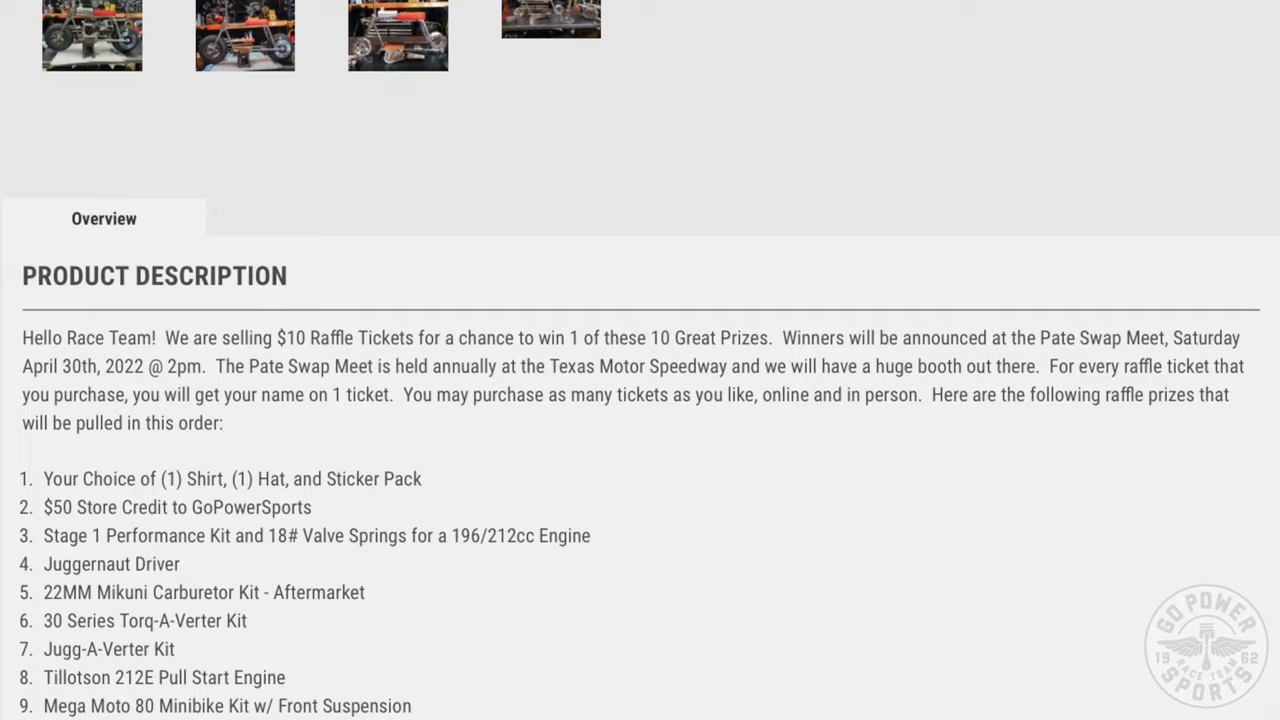 Overview
PRODUCT DESCRIPTION
Hello Race Team!  We are selling $10 Raffle Tickets for a chance to win 1 of these 10 Great Prizes.  Winners will be announced at the Pate Swap Meet, Saturday
April 30th, 2022 @ 2pm.  The Pate Swap Meet is held annually at the Texas Motor Speedway and we will have a huge booth out there.  For every raffle ticket that
you purchase, you will get your name on 1 ticket.  You may purchase as many tickets as you like, online and in person.  Here are the following raffle prizes that
will be pulled in this order:
1. Your Choice of (1) Shirt, (1) Hat, and Sticker Pack
2. $50 Store Credit to GoPowerSports
3. Stage 1 Performance Kit and 18# Valve Springs for a 196/212cc Engine
4. Juggernaut Driver
5. 22MM Mikuni Carburetor Kit - Aftermarket
6. 30 Series Torq-A-Verter Kit
7. Jugg-A-Verter Kit
8. Tillotson 212E Pull Start Engine
9. Mega Moto 80 Minibike Kit w/ Front Suspension
GO POWER
19 62
RACE TEAM
SPORTS